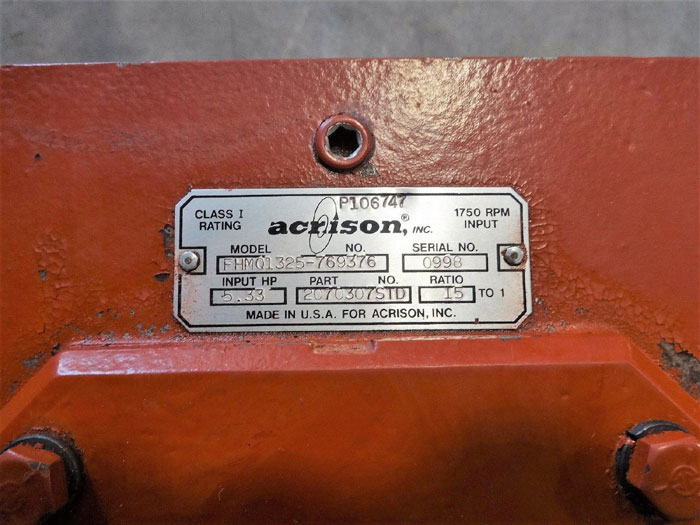 P106747
CLASS I RATING
acrison,® INC.
1750 RPM INPUT
MODEL NO. SERIAL NO.
FHMQ1325-769376 0998
INPUT HP PART NO. RATIO
5.33 2C7C307STD 15 TO 1
MADE IN U.S.A. FOR ACRISON, INC.